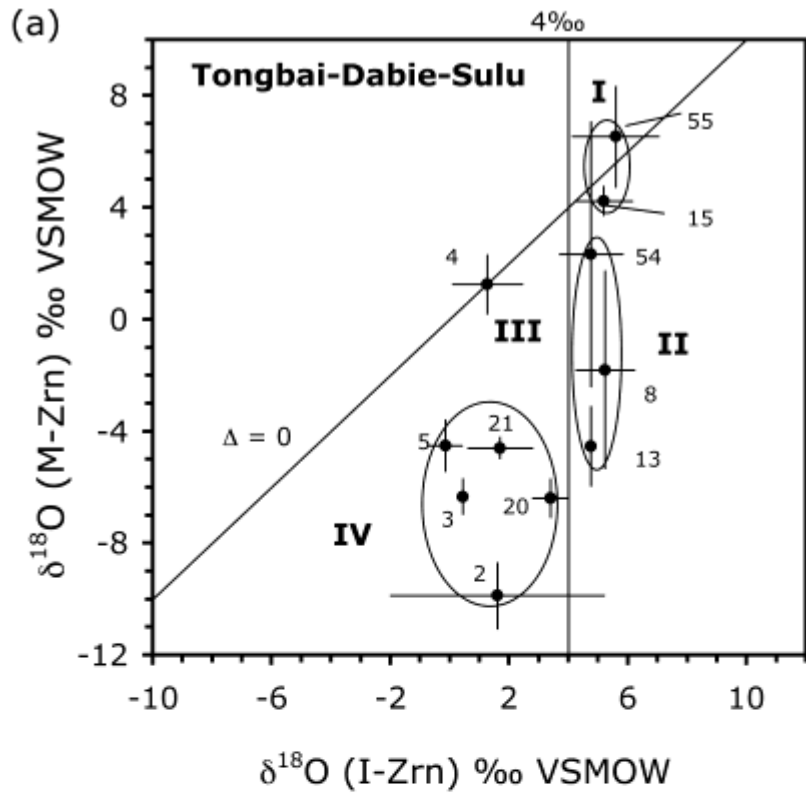 (a)
4‰
Tongbai-Dabie-Sulu
I
55
15
54
4
III
II
8
13
Δ = 0
5
21
3
20
IV
2
8
4
0
-4
-8
-12
-10
-6
-2
2
6
10
δ¹⁸O (M-Zrn) ‰ VSMOW
δ¹⁸O (I-Zrn) ‰ VSMOW